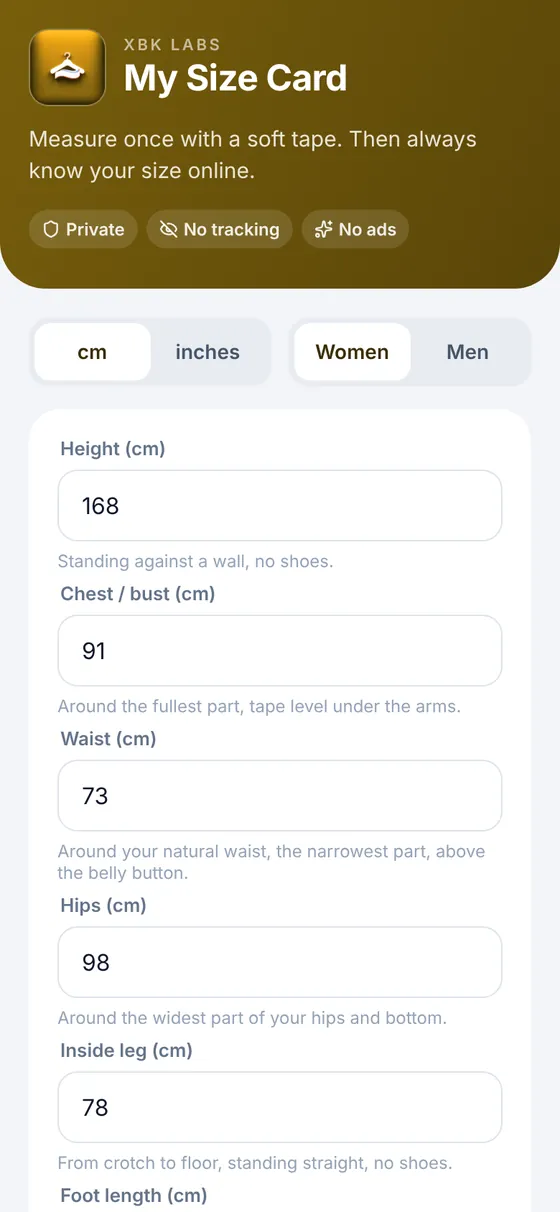 XBK LABS
My Size Card
Measure once with a soft tape. Then always
know your size online.
Private
No tracking
No ads
cm
inches
Women
Men
Height (cm)
168
Standing against a wall, no shoes.
Chest / bust (cm)
91
Around the fullest part, tape level under the arms.
Waist (cm)
73
Around your natural waist, the narrowest part, above
the belly button.
Hips (cm)
98
Around the widest part of your hips and bottom.
Inside leg (cm)
78
From crotch to floor, standing straight, no shoes.
Foot length (cm)